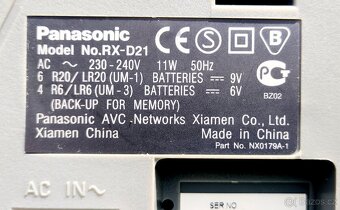 Panasonic
Model No.RX-D21
AC ~ 230-240V 11W 50Hz
6 R20/LR20 (UM-1) BATTERIES === 9V
4 R6/LR6 (UM-3) BATTERIES === 6V
(BACK-UP FOR MEMORY)
Panasonic AVC Networks Xiamen Co., Ltd.
Xiamen China
Made in China
Part No. NX0179A-1
CE S B
BZ02
AC IN~
SER NO